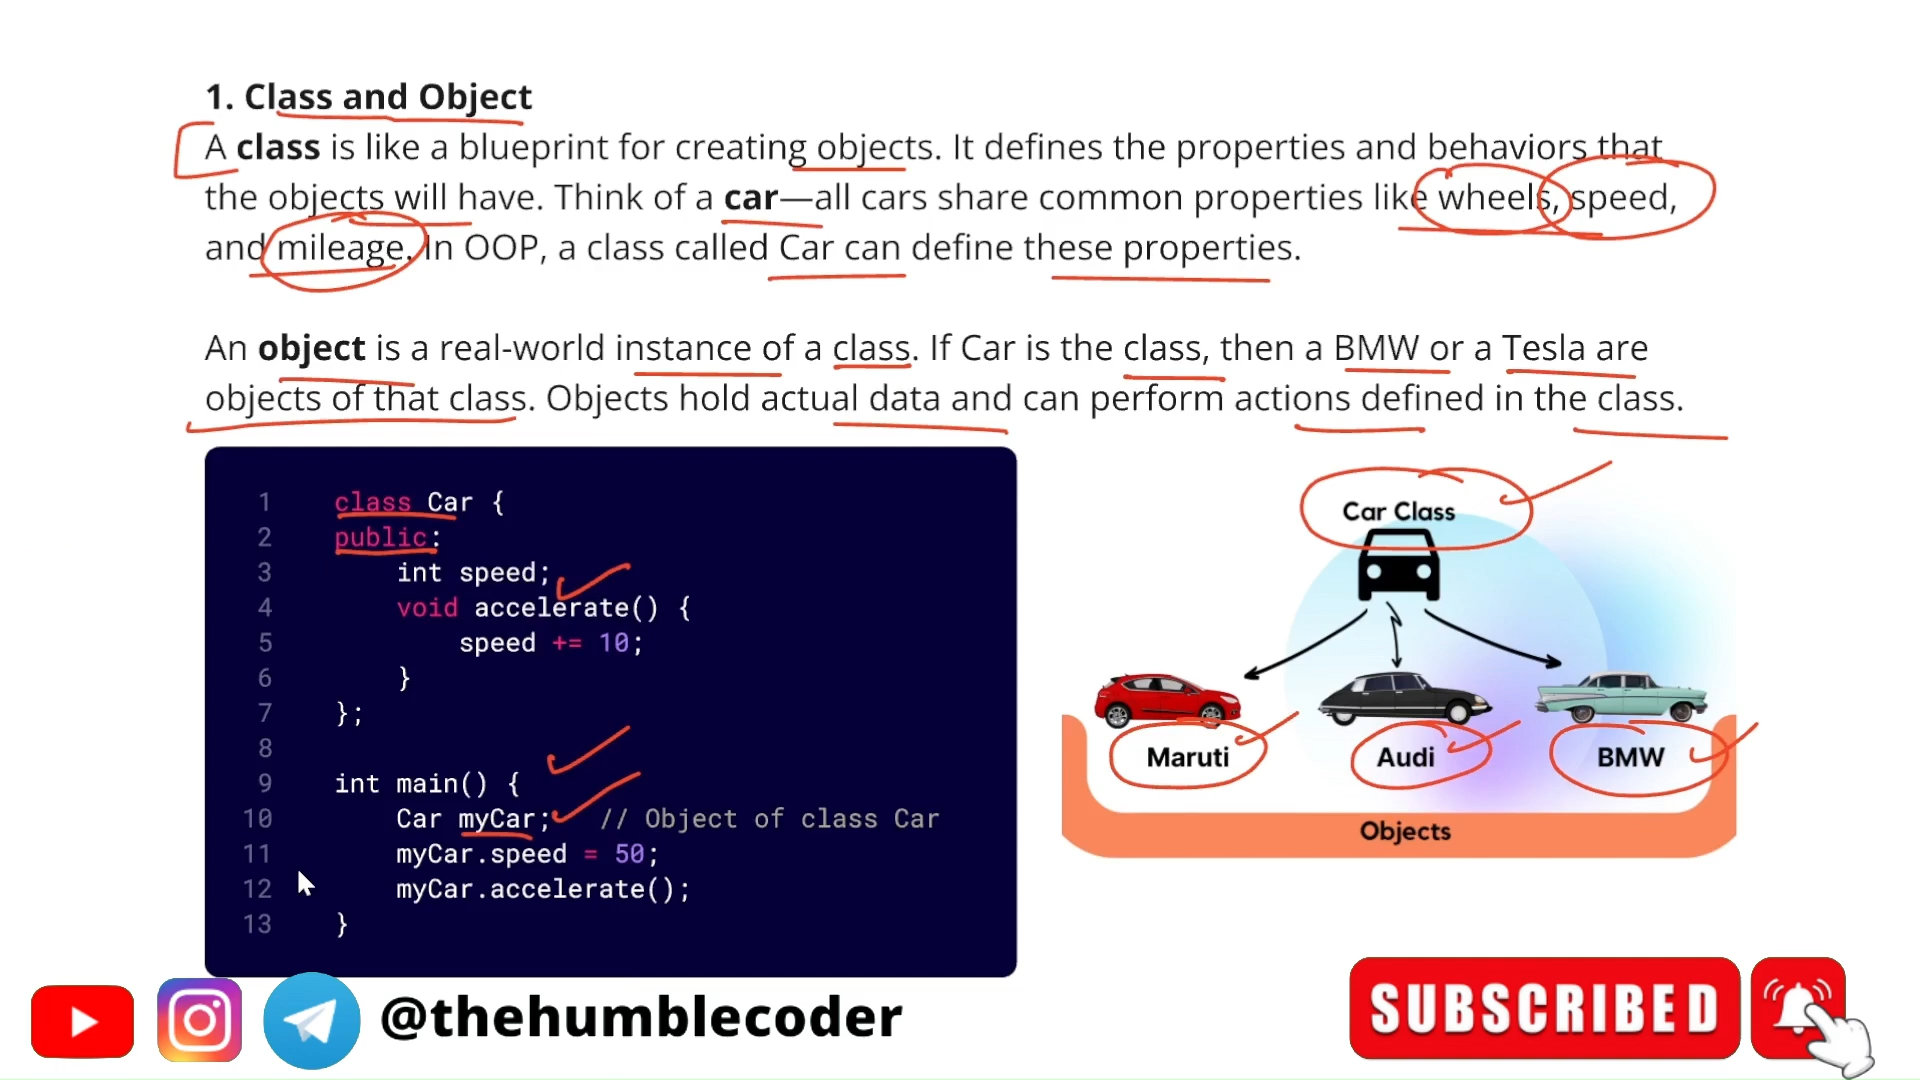 1. Class and Object
A class is like a blueprint for creating objects. It defines the properties and behaviors that
the objects will have. Think of a car—all cars share common properties like wheels, speed,
and mileage. In OOP, a class called Car can define these properties.
An object is a real-world instance of a class. If Car is the class, then a BMW or a Tesla are
objects of that class. Objects hold actual data and can perform actions defined in the class.
1 class Car {
2 public:
3 int speed;
4 void accelerate() {
5 speed += 10;
6 }
7 };
8
9 int main() {
10 Car myCar; // Object of class Car
11 myCar.speed = 50;
12 myCar.accelerate();
13 }
Car Class
Maruti
Audi
BMW
Objects
@thehumblecoder
SUBSCRIBED